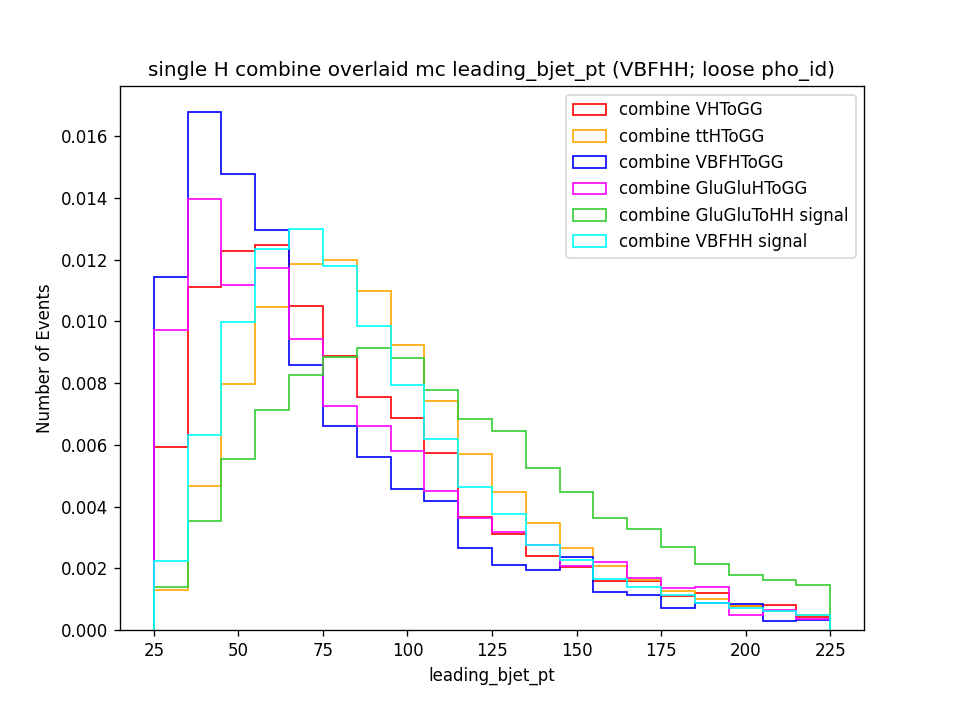 single H combine overlaid mc leading_bjet_pt (VBFHH; loose pho_id)
combine VHToGG
combine ttHToGG
combine VBFHToGG
combine GluGluHToGG
combine GluGluToHH signal
combine VBFHH signal
Number of Events
0.016
0.014
0.012
0.010
0.008
0.006
0.004
0.002
0.000
25 50 75 100 125 150 175 200 225
leading_bjet_pt